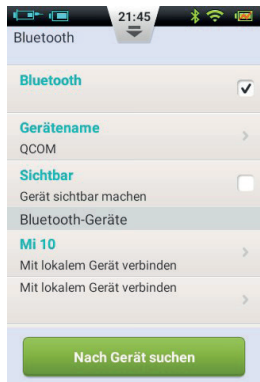 21:45
Bluetooth
Bluetooth
Gerätename
QCOM
Sichtbar
Gerät sichtbar machen
Bluetooth-Geräte
Mi 10
Mit lokalem Gerät verbinden
Mit lokalem Gerät verbinden
Nach Gerät suchen